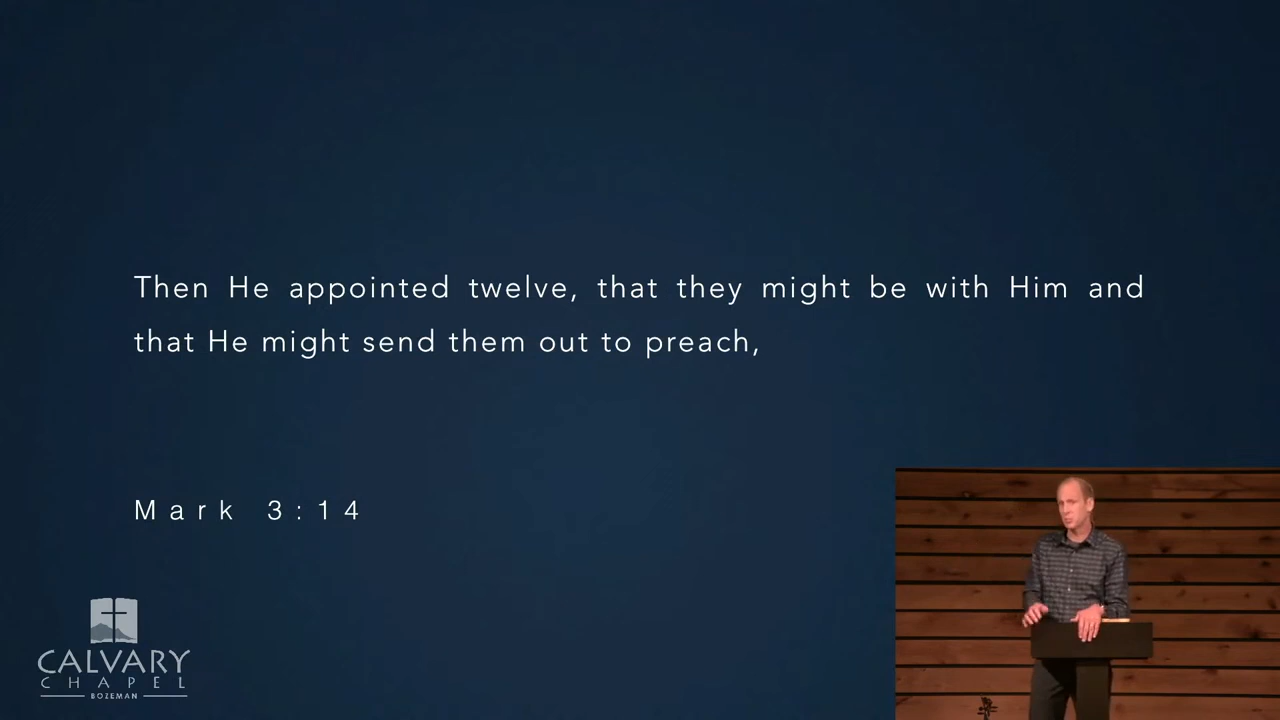 Then He appointed twelve, that they might be with Him and
that He might send them out to preach,
Mark 3:14
CALVARY
CHAPEL
BOZEMAN